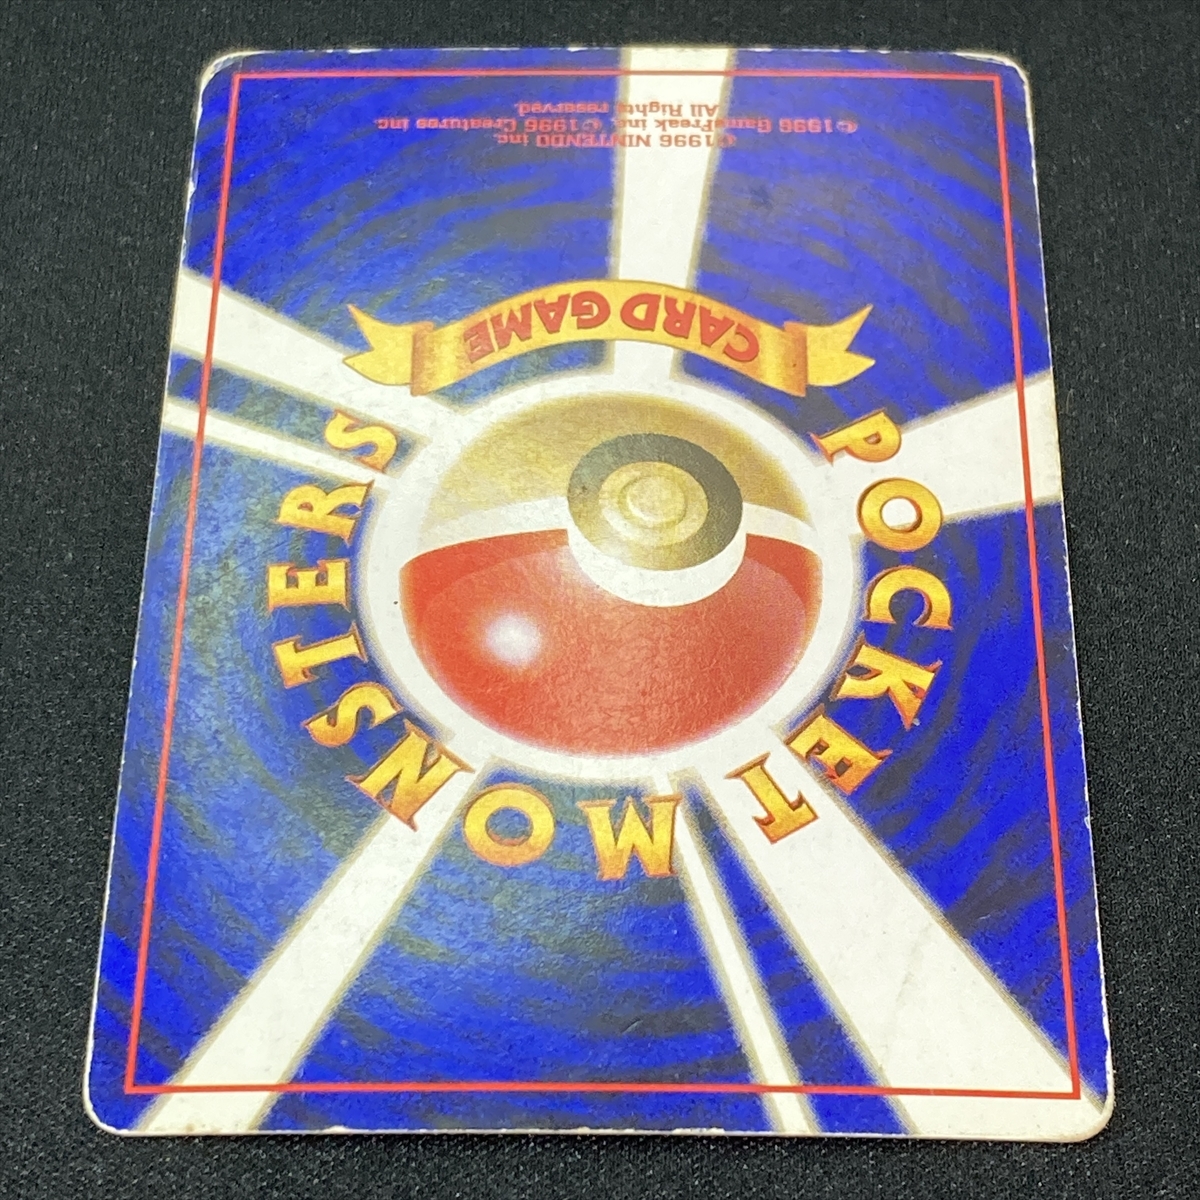 POCKET MONSTERS
CARD GAME
©1996 NINTENDO inc.
©1996 GameFreak inc. ©1996 Creatures inc.
All Rights reserved.